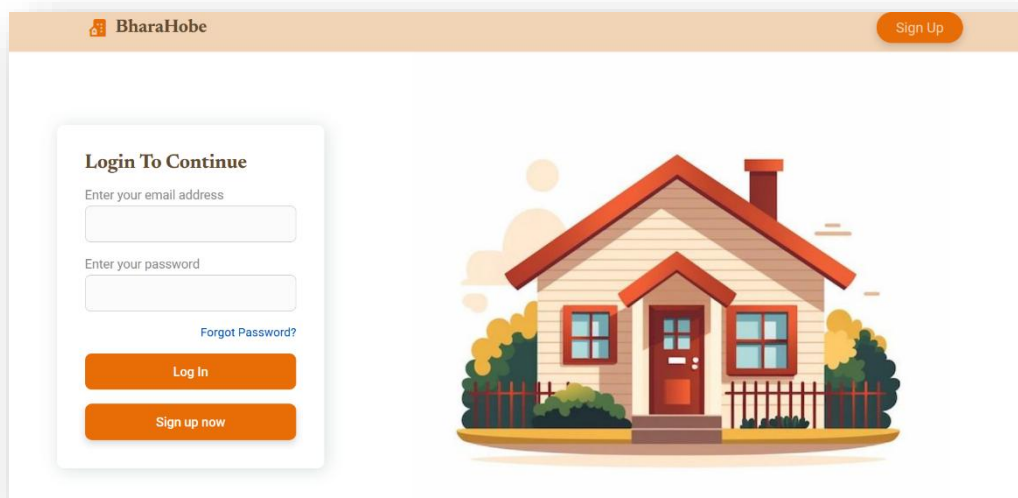 BharaHobe
Sign Up
Login To Continue
Enter your email address
Enter your password
Forgot Password?
Log In
Sign up now